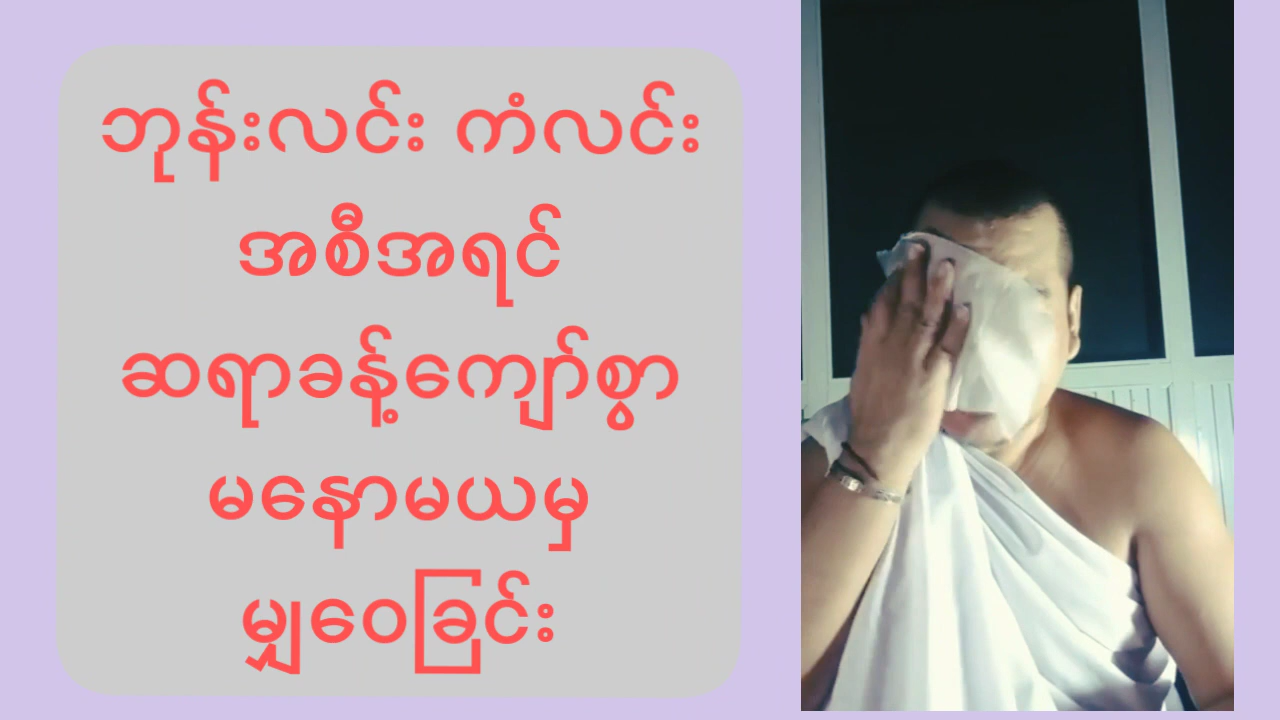 ဘုန်းလင်း ကံလင်း
အစီအရင်
ဆရာခန့်ကျော်စွာ
မနောမယမှ
မျှဝေခြင်း